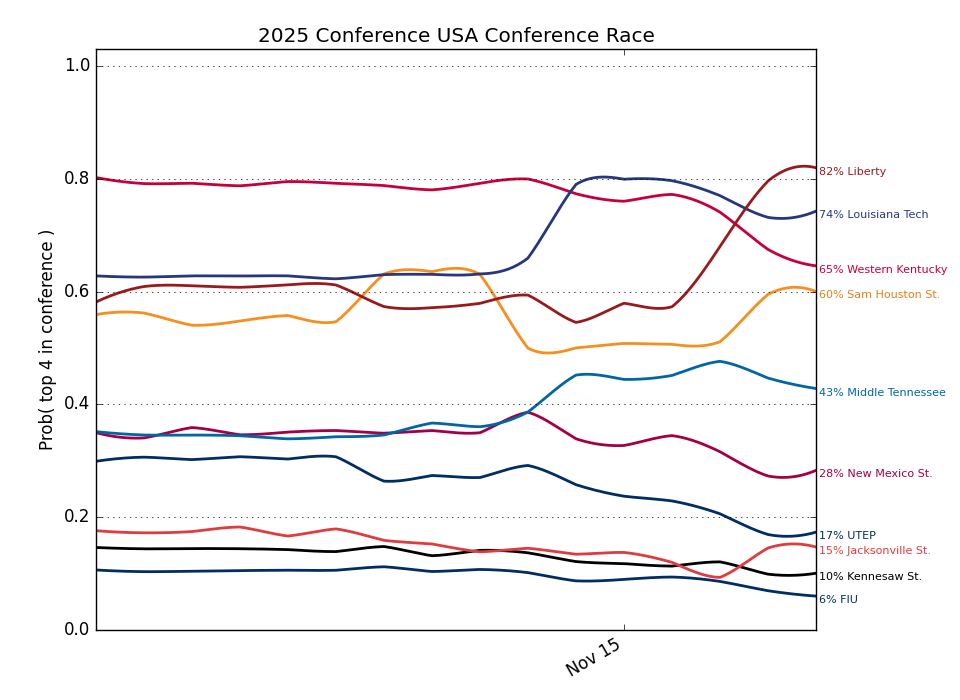 2025 Conference USA Conference Race
Prob( top 4 in conference )
1.0
0.8
0.6
0.4
0.2
0.0
82% Liberty
74% Louisiana Tech
65% Western Kentucky
60% Sam Houston St.
43% Middle Tennessee
28% New Mexico St.
17% UTEP
15% Jacksonville St.
10% Kennesaw St.
6% FIU
Nov 15